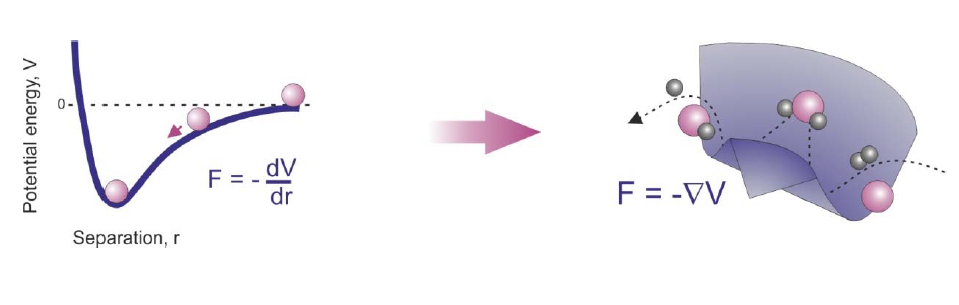 Potential energy, V
0
F = - dV
dr
Separation, r
F = -∇V